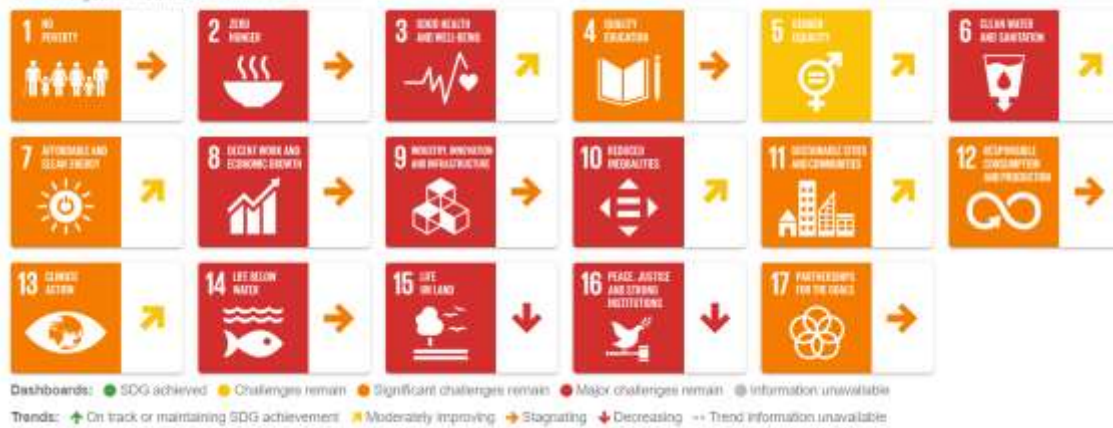 1 NO
POVERTY
2 ZERO
HUNGER
3 GOOD HEALTH
AND WELL-BEING
4 QUALITY
EDUCATION
5 GENDER
EQUALITY
6 CLEAN WATER
AND SANITATION
7 AFFORDABLE AND
CLEAN ENERGY
8 DECENT WORK AND
ECONOMIC GROWTH
9 INDUSTRY, INNOVATION
AND INFRASTRUCTURE
10 REDUCED
INEQUALITIES
11 SUSTAINABLE CITIES
AND COMMUNITIES
12 RESPONSIBLE
CONSUMPTION
AND PRODUCTION
13 CLIMATE
ACTION
14 LIFE BELOW
WATER
15 LIFE
ON LAND
16 PEACE, JUSTICE
AND STRONG
INSTITUTIONS
17 PARTNERSHIPS
FOR THE GOALS
Dashboards: SDG achieved Challenges remain Significant challenges remain Major challenges remain Information unavailable
Trends: On track or maintaining SDG achievement Moderately improving Stagnating Decreasing Trend information unavailable